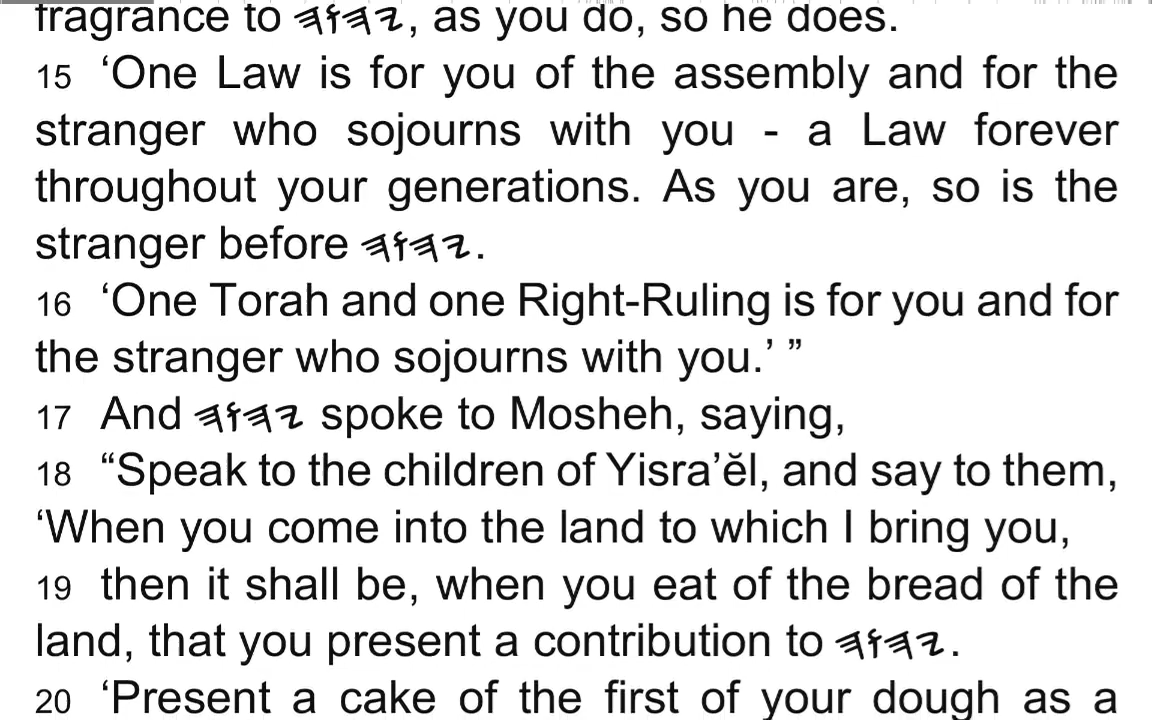 fragrance to 𐤉𐤄𐤅𐤄, as you do, so he does.
15 ‘One Law is for you of the assembly and for the
stranger who sojourns with you - a Law forever
throughout your generations. As you are, so is the
stranger before 𐤉𐤄𐤅𐤄.
16 ‘One Torah and one Right-Ruling is for you and for
the stranger who sojourns with you.’ ”
17 And 𐤉𐤄𐤅𐤄 spoke to Mosheh, saying,
18 “Speak to the children of Yisra’ĕl, and say to them,
‘When you come into the land to which I bring you,
19 then it shall be, when you eat of the bread of the
land, that you present a contribution to 𐤉𐤄𐤅𐤄.
20 ‘Present a cake of the first of your dough as a